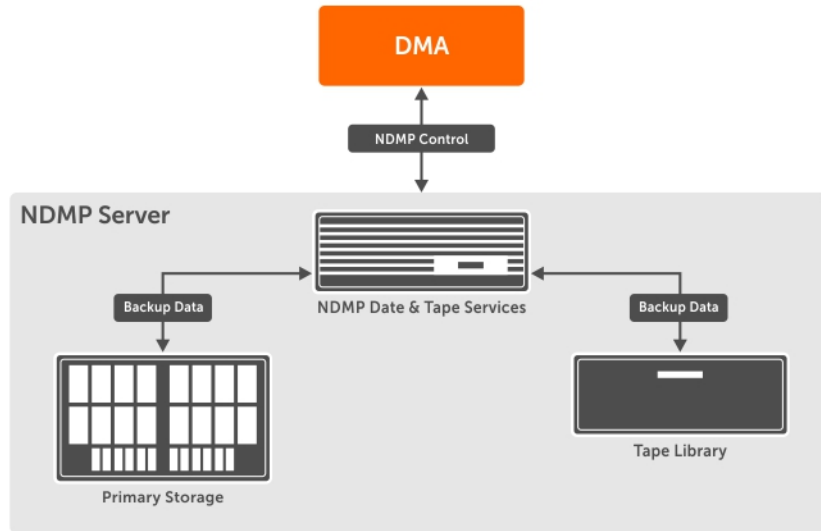 DMA
NDMP Control
NDMP Server
NDMP Date & Tape Services
Backup Data
Backup Data
Tape Library
Primary Storage